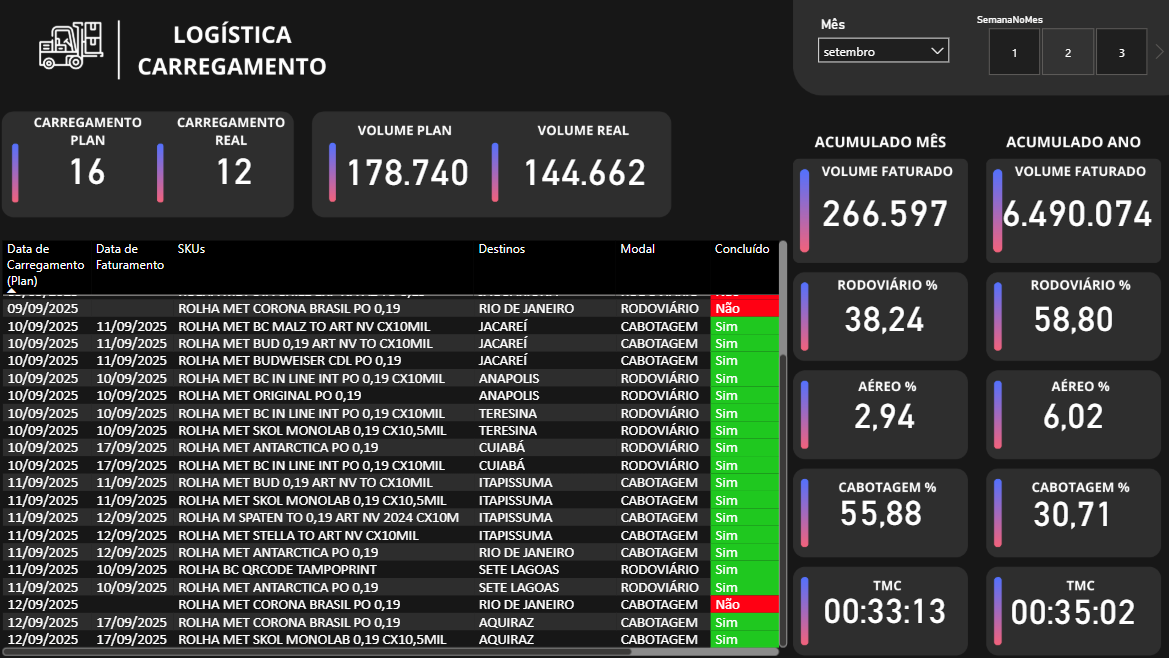 LOGÍSTICA
CARREGAMENTO
Mês
setembro
SemanaNoMes
1 2 3
CARREGAMENTO
PLAN
16
CARREGAMENTO
REAL
12
VOLUME PLAN
178.740
VOLUME REAL
144.662
ACUMULADO MÊS
VOLUME FATURADO
266.597
RODOVIÁRIO %
38,24
AÉREO %
2,94
CABOTAGEM %
55,88
TMC
00:33:13
ACUMULADO ANO
VOLUME FATURADO
6.490.074
RODOVIÁRIO %
58,80
AÉREO %
6,02
CABOTAGEM %
30,71
TMC
00:35:02
Data de Carregamento (Plan) Data de Faturamento SKUs Destinos Modal Concluído
09/09/2025 ROLHA MET CORONA BRASIL PO 0,19 RIO DE JANEIRO RODOVIÁRIO Não
10/09/2025 11/09/2025 ROLHA MET BC MALZ TO ART NV CX10MIL JACAREÍ CABOTAGEM Sim
10/09/2025 11/09/2025 ROLHA MET BUD 0,19 ART NV TO CX10MIL JACAREÍ CABOTAGEM Sim
10/09/2025 11/09/2025 ROLHA MET BUDWEISER CDL PO 0,19 JACAREÍ CABOTAGEM Sim
10/09/2025 10/09/2025 ROLHA MET BC IN LINE INT PO 0,19 CX10MIL ANAPOLIS RODOVIÁRIO Sim
10/09/2025 10/09/2025 ROLHA MET ORIGINAL PO 0,19 ANAPOLIS RODOVIÁRIO Sim
10/09/2025 10/09/2025 ROLHA MET BC IN LINE INT PO 0,19 CX10MIL TERESINA RODOVIÁRIO Sim
10/09/2025 10/09/2025 ROLHA MET SKOL MONOLAB 0,19 CX10,5MIL TERESINA RODOVIÁRIO Sim
10/09/2025 17/09/2025 ROLHA MET ANTARCTICA PO 0,19 CUIABÁ RODOVIÁRIO Sim
10/09/2025 17/09/2025 ROLHA MET BC IN LINE INT PO 0,19 CX10MIL CUIABÁ RODOVIÁRIO Sim
11/09/2025 11/09/2025 ROLHA MET BUD 0,19 ART NV TO CX10MIL ITAPISSUMA CABOTAGEM Sim
11/09/2025 11/09/2025 ROLHA MET SKOL MONOLAB 0,19 CX10,5MIL ITAPISSUMA CABOTAGEM Sim
11/09/2025 12/09/2025 ROLHA M SPATEN TO 0,19 ART NV 2024 CX10M ITAPISSUMA CABOTAGEM Sim
11/09/2025 12/09/2025 ROLHA MET STELLA TO ART NV CX10MIL ITAPISSUMA CABOTAGEM Sim
11/09/2025 12/09/2025 ROLHA MET ANTARCTICA PO 0,19 RIO DE JANEIRO CABOTAGEM Sim
11/09/2025 10/09/2025 ROLHA BC QRCODE TAMPOPRINT SETE LAGOAS RODOVIÁRIO Sim
11/09/2025 10/09/2025 ROLHA MET ANTARCTICA PO 0,19 SETE LAGOAS RODOVIÁRIO Sim
12/09/2025 ROLHA MET CORONA BRASIL PO 0,19 RIO DE JANEIRO CABOTAGEM Não
12/09/2025 17/09/2025 ROLHA MET CORONA BRASIL PO 0,19 AQUIRAZ CABOTAGEM Sim
12/09/2025 17/09/2025 ROLHA MET SKOL MONOLAB 0,19 CX10,5MIL AQUIRAZ CABOTAGEM Sim